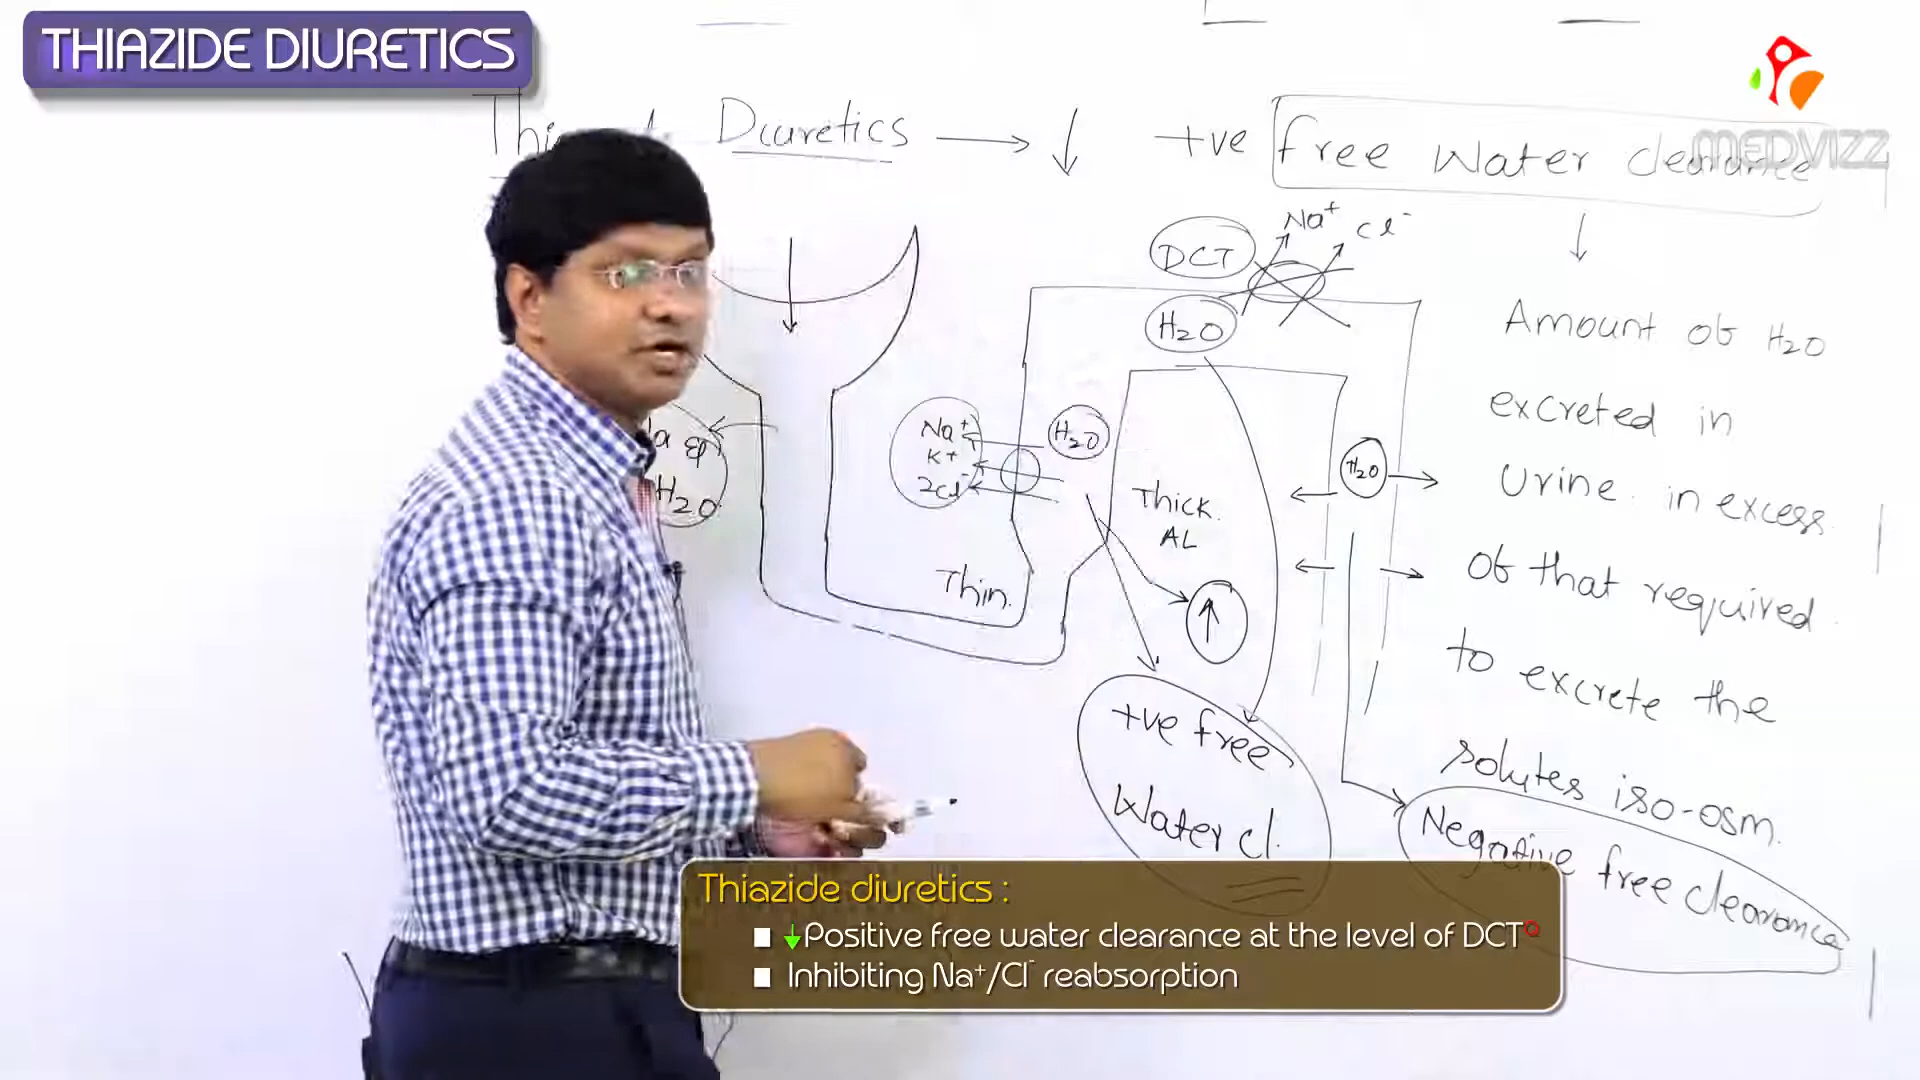 THIAZIDE DIURETICS
MEDVIZZ
Diuretics → ↓ +ve free water clearance
DCT
Na+ Cl-
H2O
Amount of H2O
excreted in
urine in excess
of that required
to excrete the
solutes iso-osm.
Na+
K+
2Cl-
H2O
H2O
H2O
Thick
AL
Thin.
↑
+ve free
water cl.
Negative free clearance
Thiazide diuretics :
■ ↓Positive free water clearance at the level of DCTQ
■ Inhibiting Na+/Cl- reabsorption